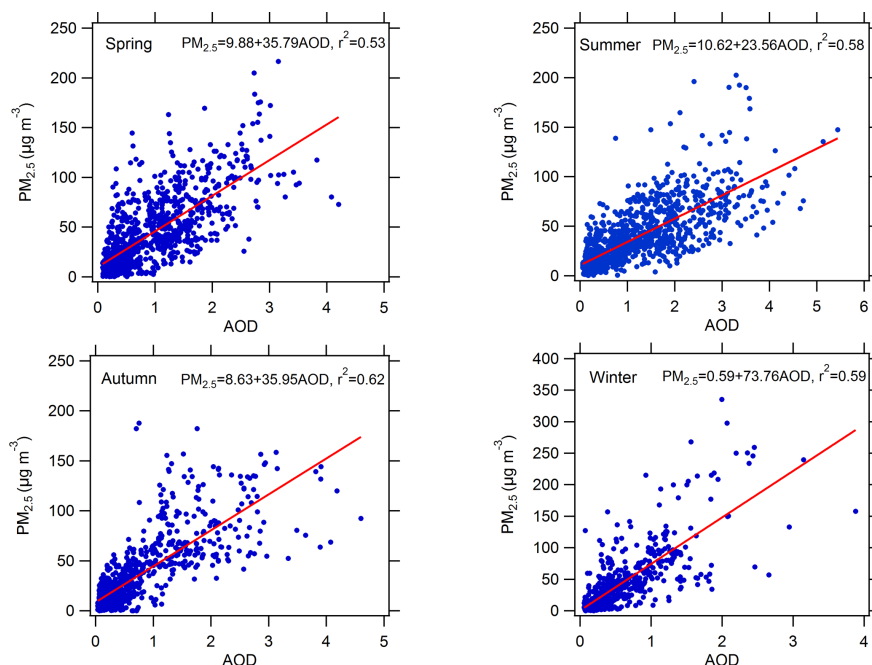 Spring PM2.5=9.88+35.79AOD, r2=0.53
250
200
150
100
50
0
PM2.5 (µg m-3)
0 1 2 3 4 5
AOD
Summer PM2.5=10.62+23.56AOD, r2=0.58
250
200
150
100
50
0
PM2.5 (µg m-3)
0 1 2 3 4 5 6
AOD
Autumn PM2.5=8.63+35.95AOD, r2=0.62
250
200
150
100
50
0
PM2.5 (µg m-3)
0 1 2 3 4 5
AOD
Winter PM2.5=0.59+73.76AOD, r2=0.59
400
350
300
250
200
150
100
50
0
PM2.5 (µg m-3)
0 1 2 3 4
AOD